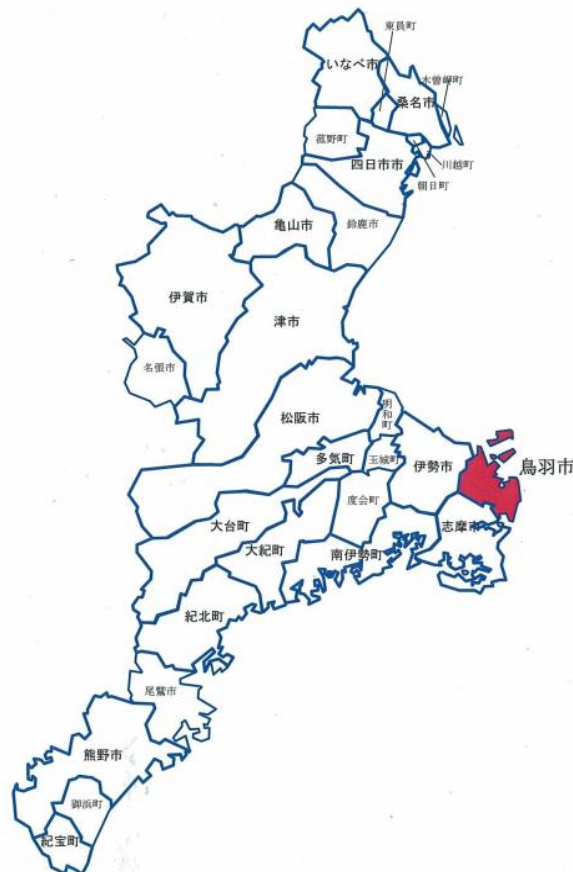 東員町
いなべ市
木曽岬町
桑名市
菰野町
四日市市
川越町
朝日町
亀山市
鈴鹿市
伊賀市
津市
名張市
松阪市
明和町
多気町
玉城町
伊勢市
鳥羽市
度会町
大台町
志摩市
大紀町
南伊勢町
紀北町
尾鷲市
熊野市
御浜町
紀宝町